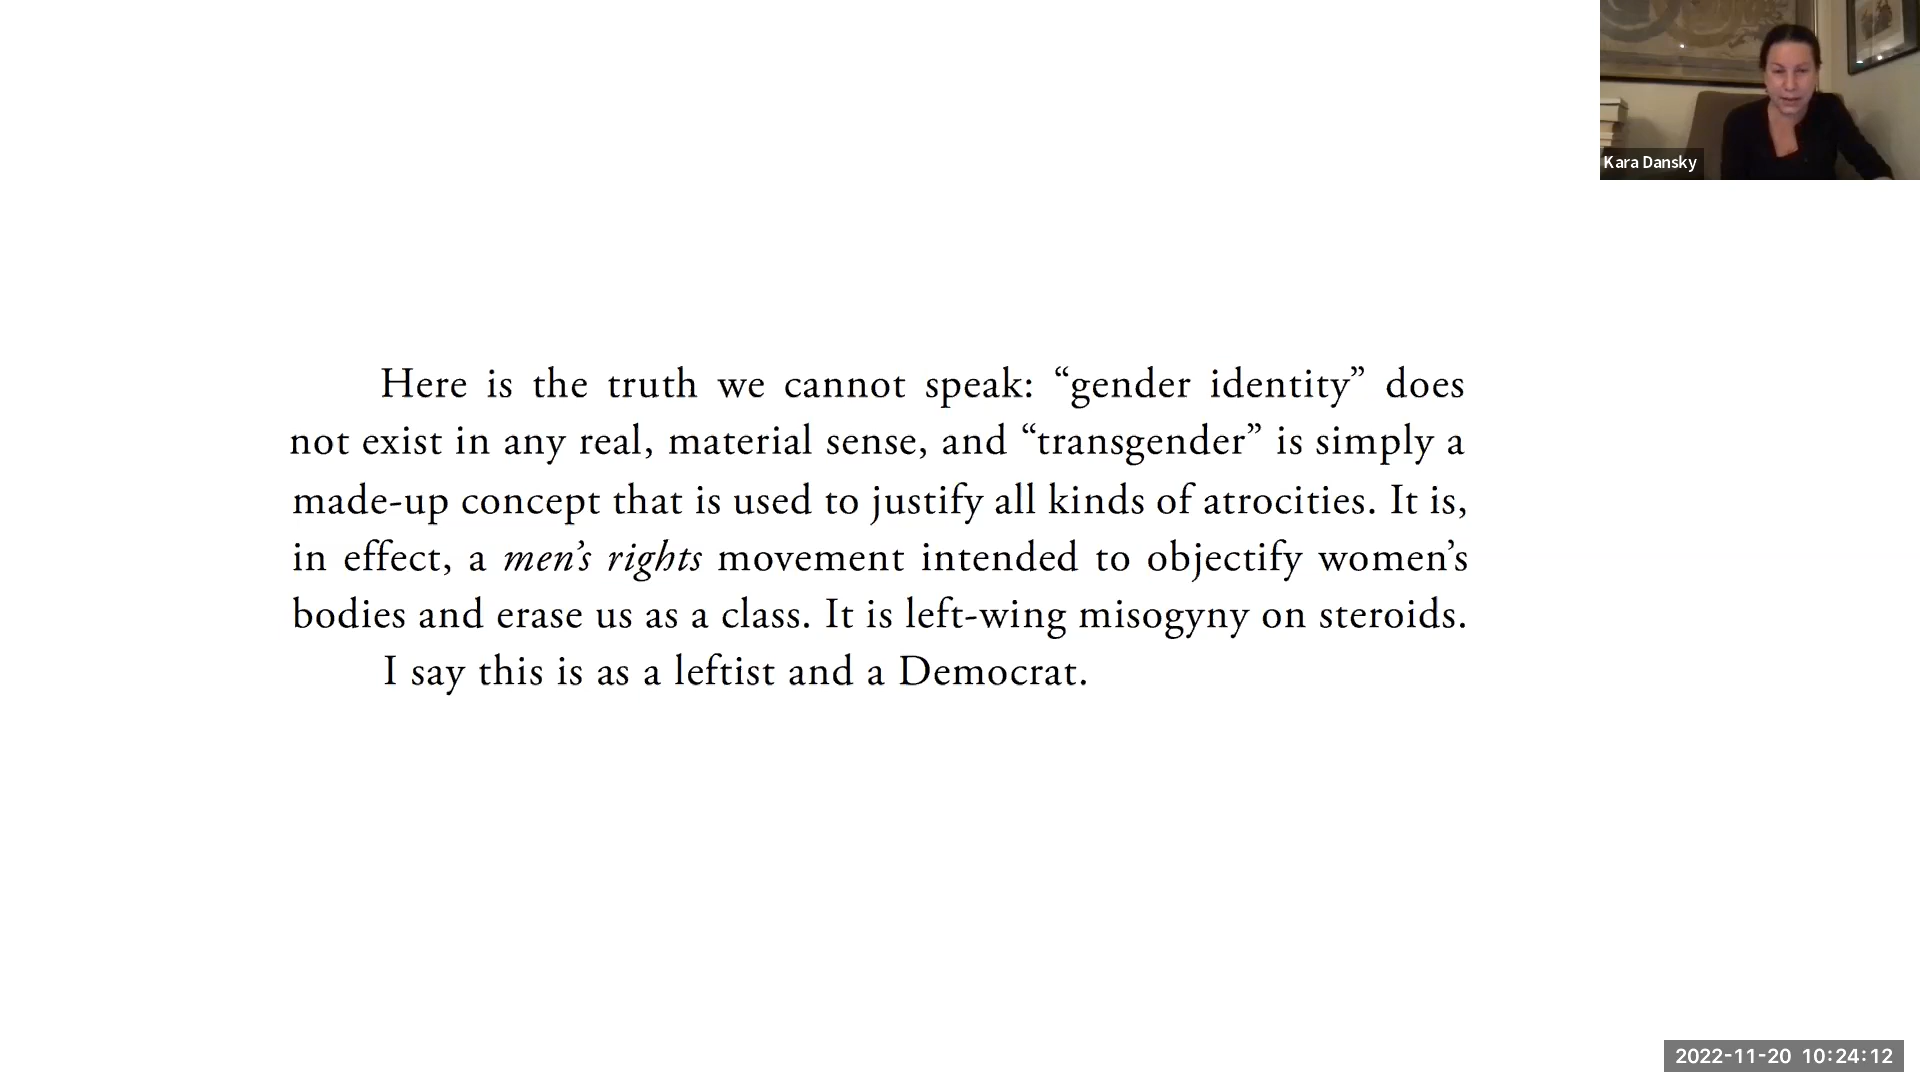 Kara Dansky
Here is the truth we cannot speak: “gender identity” does
not exist in any real, material sense, and “transgender” is simply a
made-up concept that is used to justify all kinds of atrocities. It is,
in effect, a men’s rights movement intended to objectify women’s
bodies and erase us as a class. It is left-wing misogyny on steroids.
I say this is as a leftist and a Democrat.
2022-11-20 10:24:12